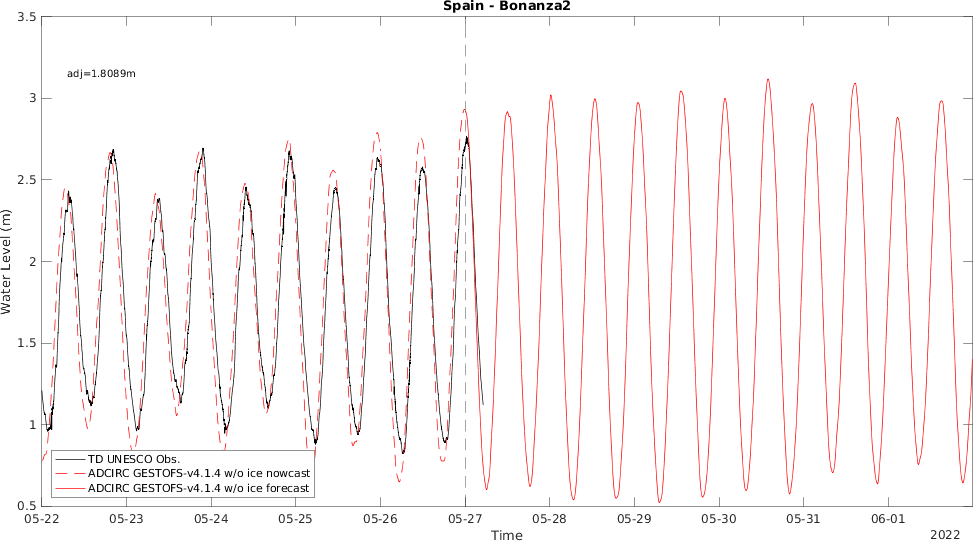 Spain - Bonanza2
3.5
adj=1.8089m
3
2.5
2
Water Level (m)
1.5
1
TD UNESCO Obs.
ADCIRC GESTOFS-v4.1.4 w/o ice nowcast
ADCIRC GESTOFS-v4.1.4 w/o ice forecast
0.5
05-22 05-23 05-24 05-25 05-26 05-27 05-28 05-29 05-30 05-31 06-01
Time
2022